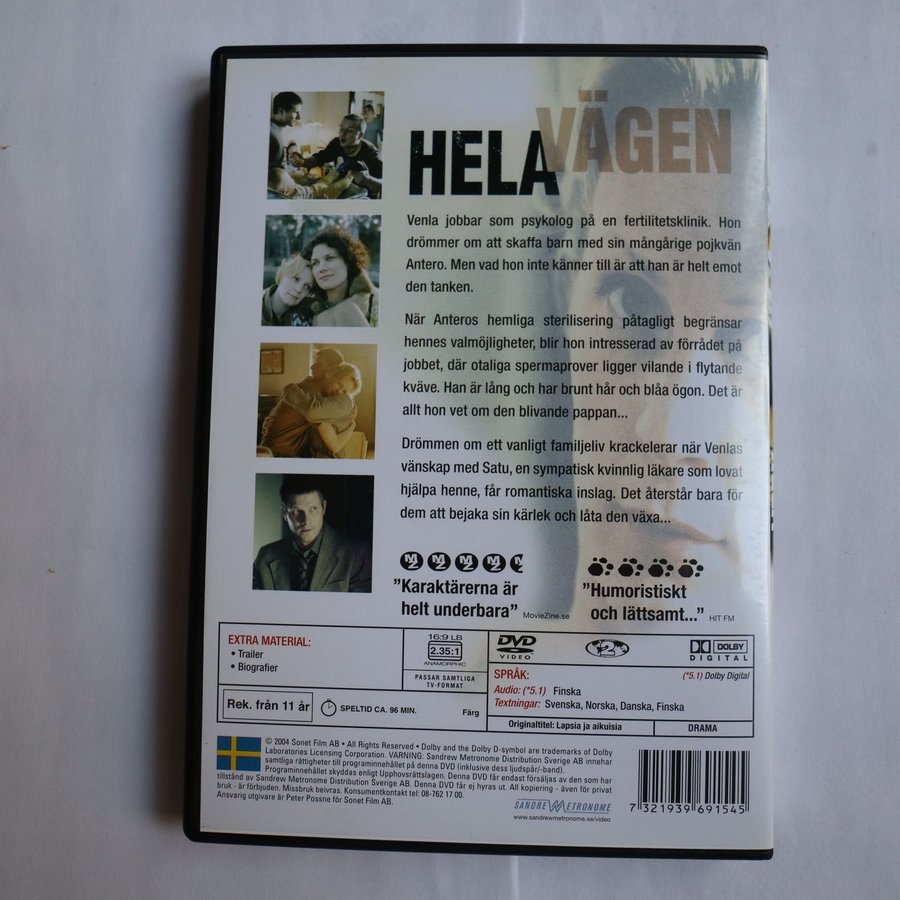 HELA VÄGEN
Venla jobbar som psykolog på en fertilitetsklinik. Hon
drömmer om att skaffa barn med sin mångårige pojkvän
Antero. Men vad hon inte känner till är att han är helt emot
den tanken.
När Anteros hemliga sterilisering påtagligt begränsar
hennes valmöjligheter, blir hon intresserad av förrådet på
jobbet, där otaliga spermaprover ligger vilande i flytande
kväve. Han är lång och har brunt hår och blåa ögon. Det är
allt hon vet om den blivande pappan...
Drömmen om ett vanligt familjeliv krackelerar när Venlas
vänskap med Satu, en sympatisk kvinnlig läkare som lovat
hjälpa henne, får romantiska inslag. Det återstår bara för
dem att bejaka sin kärlek och låta den växa...
”Karaktärerna är
helt underbara” MovieZine.se
”Humoristiskt
och lättsamt...” HIT FM
EXTRA MATERIAL:
• Trailer
• Biografier
Rek. från 11 år
SPELTID CA. 96 MIN.
Färg
16:9 LB
2.35:1
ANAMORPHIC
PASSAR SAMTLIGA
TV-FORMAT
DVD
VIDEO
2
DOLBY
DIGITAL
SPRÅK:
(*5.1) Dolby Digital
Audio: (*5.1) Finska
Textningar: Svenska, Norska, Danska, Finska
Originaltitel: Lapsia ja aikuisia
DRAMA
© 2004 Sonet Film AB • All Rights Reserved • Dolby and the Dolby D-symbol are trademarks of Dolby
Laboratories Licensing Corporation. VARNING: Sandrew Metronome Distribution Sverige AB innehar
samtliga rättigheter till programinnehållet på denna DVD (inklusive dess ljudspår/-band).
Programinnehållet skyddas enligt Upphovsrättslagen. Denna DVD får endast försäljas av den som har
tillstånd av Sandrew Metronome Distribution Sverige AB. Denna DVD får ej hyras ut. All kopiering - även för privat
bruk - är förbjuden. Missbruk beivras. Konsumentkontakt tel: 08-762 17 00.
Ansvarig utgivare är Peter Possne för Sonet Film AB.
SANDREW METRONOME
www.sandrewmetronome.se/video
7 321939 691545